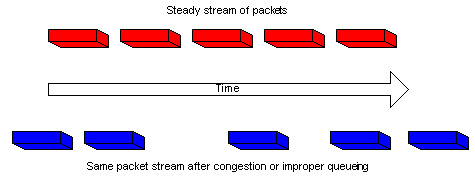 Steady stream of packets
Time
Same packet stream after congestion or improper queueing